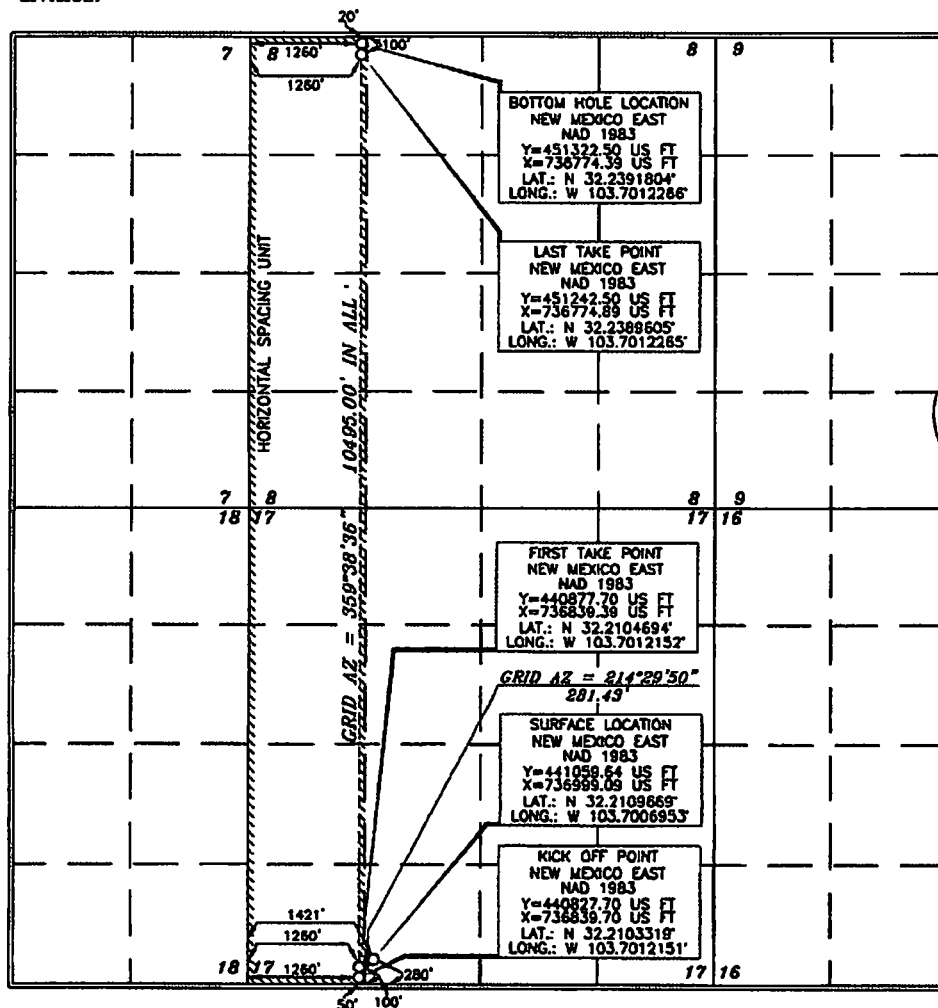 20'
7 8 1260' 100' 8 9
1260'
BOTTOM HOLE LOCATION
NEW MEXICO EAST
NAD 1983
Y=451322.50 US FT
X=736774.39 US FT
LAT.: N 32.2391804°
LONG.: W 103.7012266°
LAST TAKE POINT
NEW MEXICO EAST
NAD 1983
Y=451242.50 US FT
X=736774.89 US FT
LAT.: N 32.2389605°
LONG.: W 103.7012265°
HORIZONTAL SPACING UNIT
GRID AZ = 359°38'36" 10495.00' IN ALL
7 8 8 9
18 17 17 16
FIRST TAKE POINT
NEW MEXICO EAST
NAD 1983
Y=440877.70 US FT
X=736839.39 US FT
LAT.: N 32.2104694°
LONG.: W 103.7012152°
GRID AZ = 214°29'50"
281.43'
SURFACE LOCATION
NEW MEXICO EAST
NAD 1983
Y=441059.64 US FT
X=736999.09 US FT
LAT.: N 32.2109669°
LONG.: W 103.7006953°
KICK OFF POINT
NEW MEXICO EAST
NAD 1983
Y=440827.70 US FT
X=736839.70 US FT
LAT.: N 32.2103319°
LONG.: W 103.7012151°
1421'
1260'
18 17 1260' 280' 17 16
50' 100'